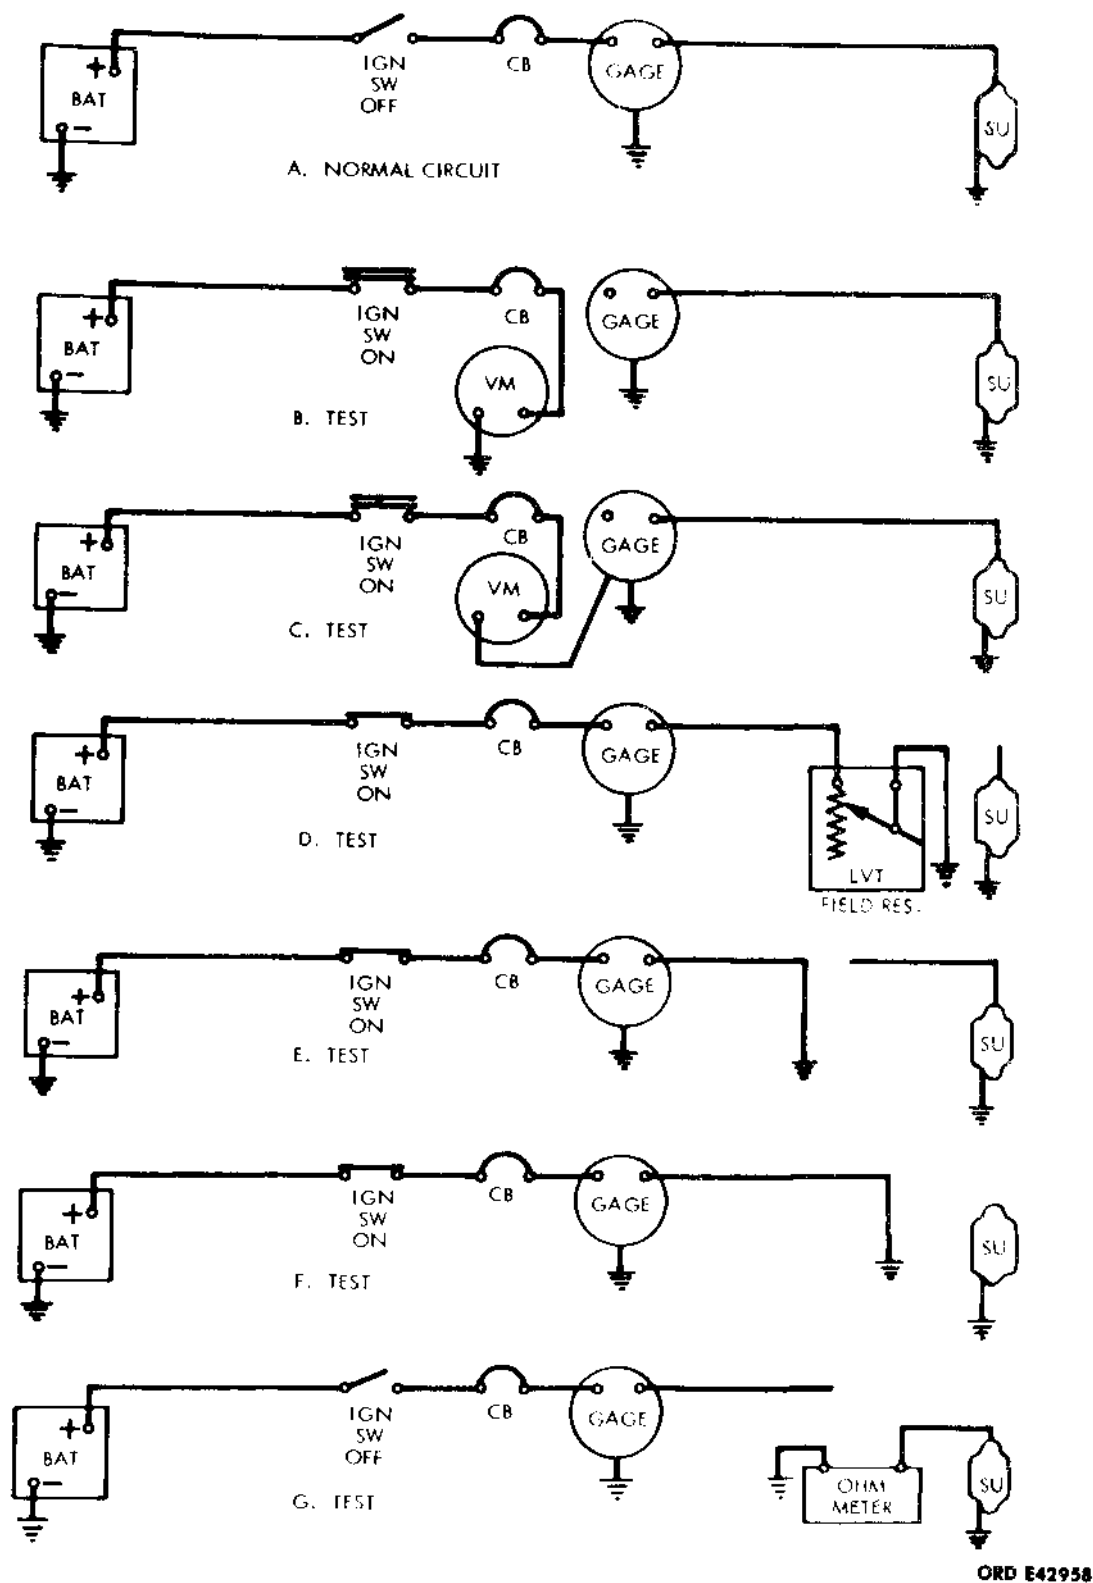 +
BAT
−
IGN
SW
OFF
CB
GAGE
SU
A. NORMAL CIRCUIT
+
BAT
−
IGN
SW
ON
CB
VM
GAGE
SU
B. TEST
+
BAT
−
IGN
SW
ON
CB
VM
GAGE
SU
C. TEST
+
BAT
−
IGN
SW
ON
CB
GAGE
LVT
FIELD RES.
SU
D. TEST
+
BAT
−
IGN
SW
ON
CB
GAGE
SU
E. TEST
+
BAT
−
IGN
SW
ON
CB
GAGE
SU
F. TEST
+
BAT
−
IGN
SW
OFF
CB
GAGE
OHM
METER
SU
G. TEST
ORD E42958